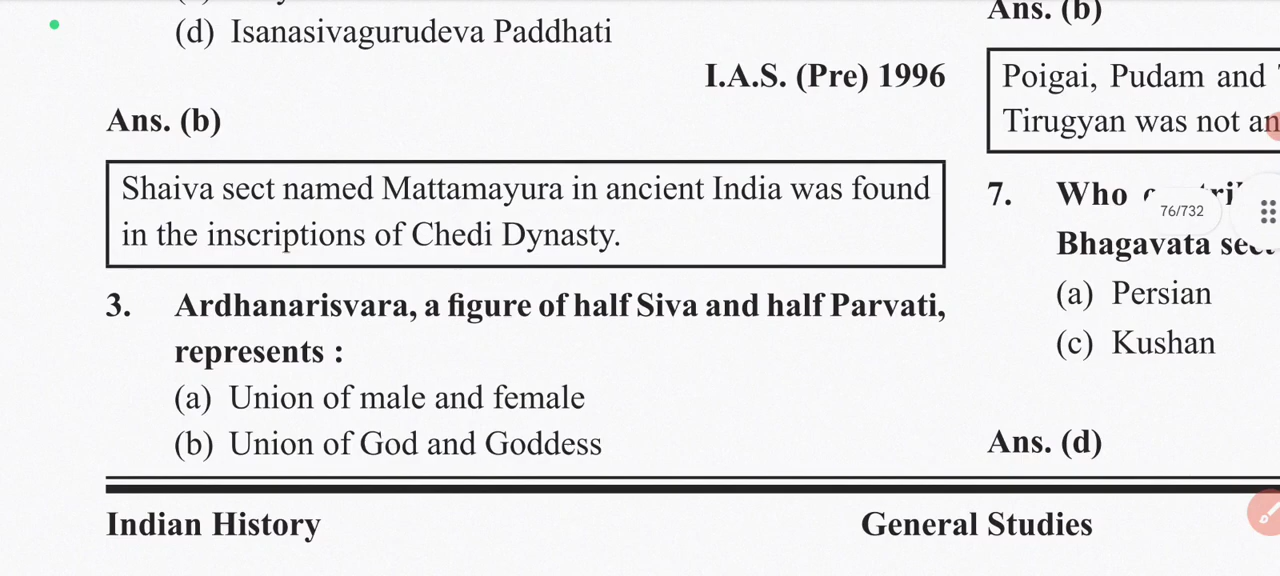 (d) Isanasivagurudeva Paddhati
I.A.S. (Pre) 1996
Ans. (b)
Shaiva sect named Mattamayura in ancient India was found
in the inscriptions of Chedi Dynasty.
3. Ardhanarisvara, a figure of half Siva and half Parvati,
represents :
(a) Union of male and female
(b) Union of God and Goddess
Ans. (b)
Poigai, Pudam and
Tirugyan was not an
7. Who
76/732
Bhagavata
(a) Persian
(c) Kushan
Ans. (d)
Indian History
General Studies